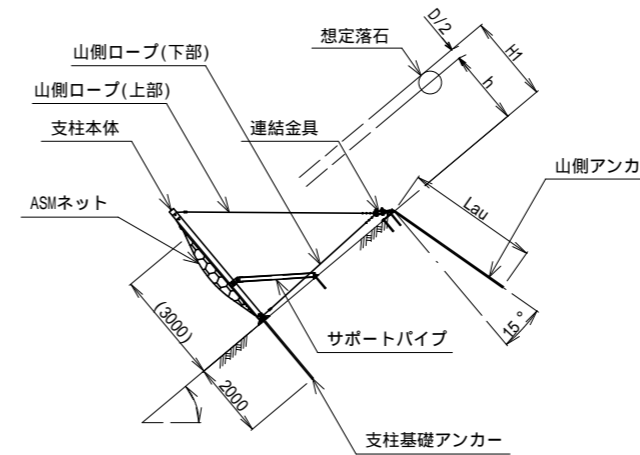 想定落石
D/2
H1
h
山側ロープ(下部)
山側ロープ(上部)
支柱本体
連結金具
山側アンカ
ASMネット
Lau
(3000)
サポートパイプ
15°
2000
支柱基礎アンカー